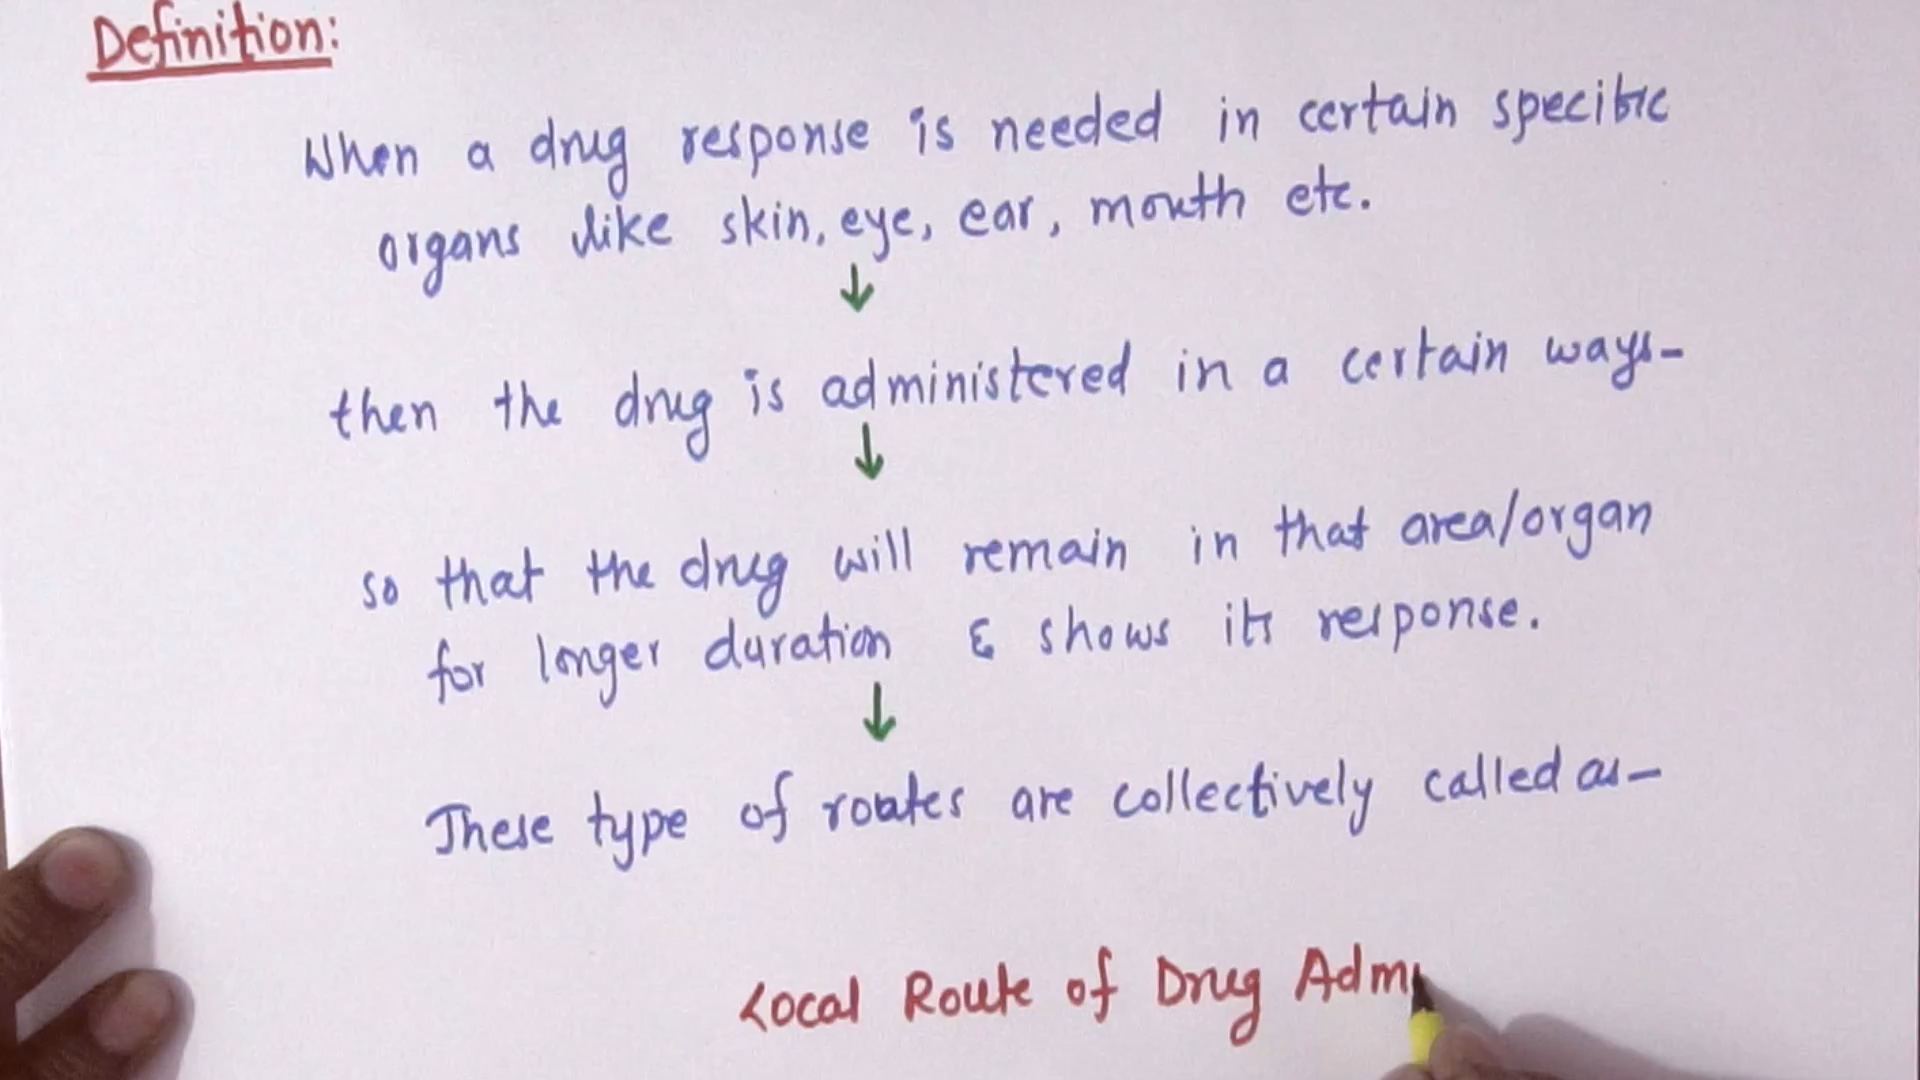 Definition:
When a drug response is needed in certain specific
organs like skin, eye, ear, mouth etc.
↓
then the drug is administered in a certain ways-
↓
so that the drug will remain in that area/organ
for longer duration & shows its response.
↓
These type of routes are collectively called as-
Local Route of Drug Admi